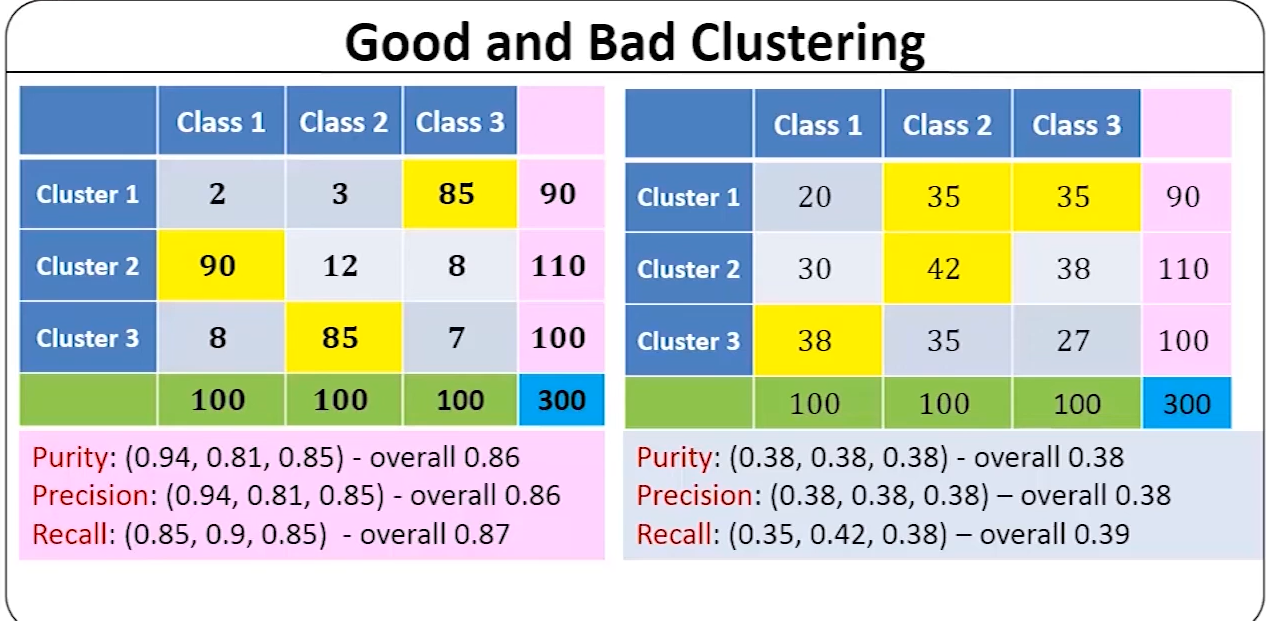 Good and Bad Clustering
Class 1 Class 2 Class 3
Cluster 1 2 3 85 90
Cluster 2 90 12 8 110
Cluster 3 8 85 7 100
100 100 100 300
Purity: (0.94, 0.81, 0.85) - overall 0.86
Precision: (0.94, 0.81, 0.85) - overall 0.86
Recall: (0.85, 0.9, 0.85) - overall 0.87
Class 1 Class 2 Class 3
Cluster 1 20 35 35 90
Cluster 2 30 42 38 110
Cluster 3 38 35 27 100
100 100 100 300
Purity: (0.38, 0.38, 0.38) - overall 0.38
Precision: (0.38, 0.38, 0.38) – overall 0.38
Recall: (0.35, 0.42, 0.38) – overall 0.39